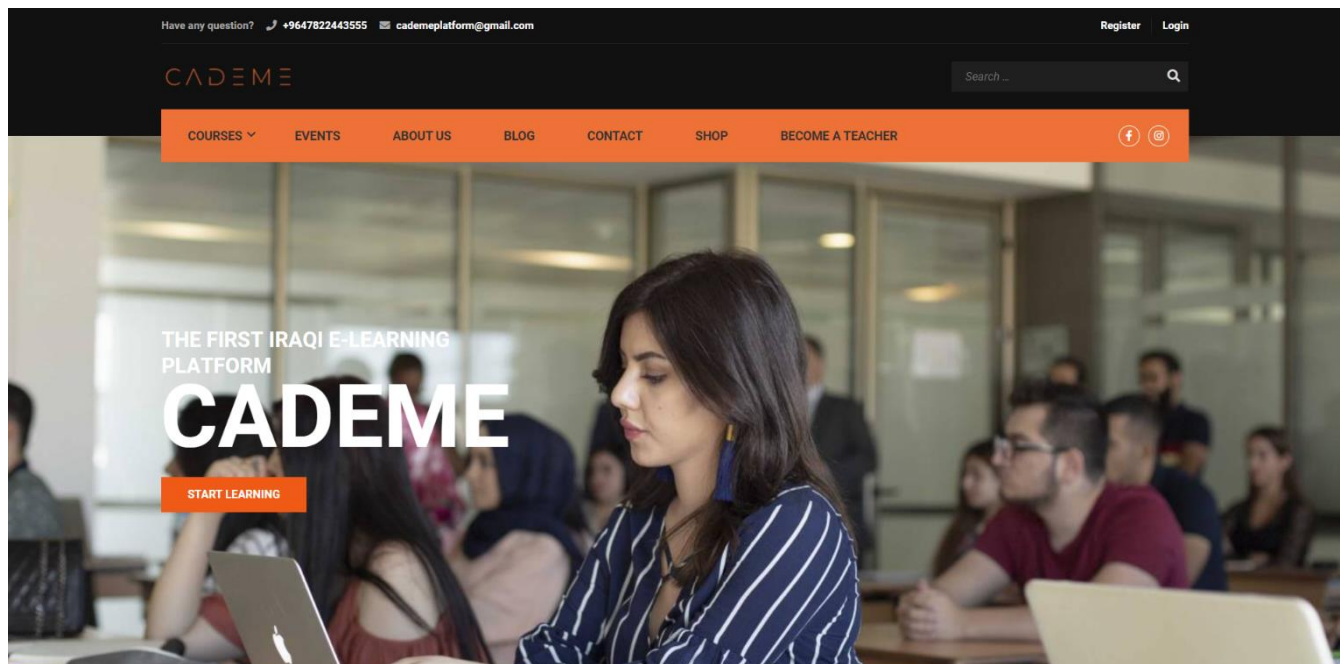 Have any question? +9647822443555 cademeplatform@gmail.com Register Login
CADEME
Search ...
COURSES EVENTS ABOUT US BLOG CONTACT SHOP BECOME A TEACHER
THE FIRST IRAQI E-LEARNING
PLATFORM
CADEME
START LEARNING